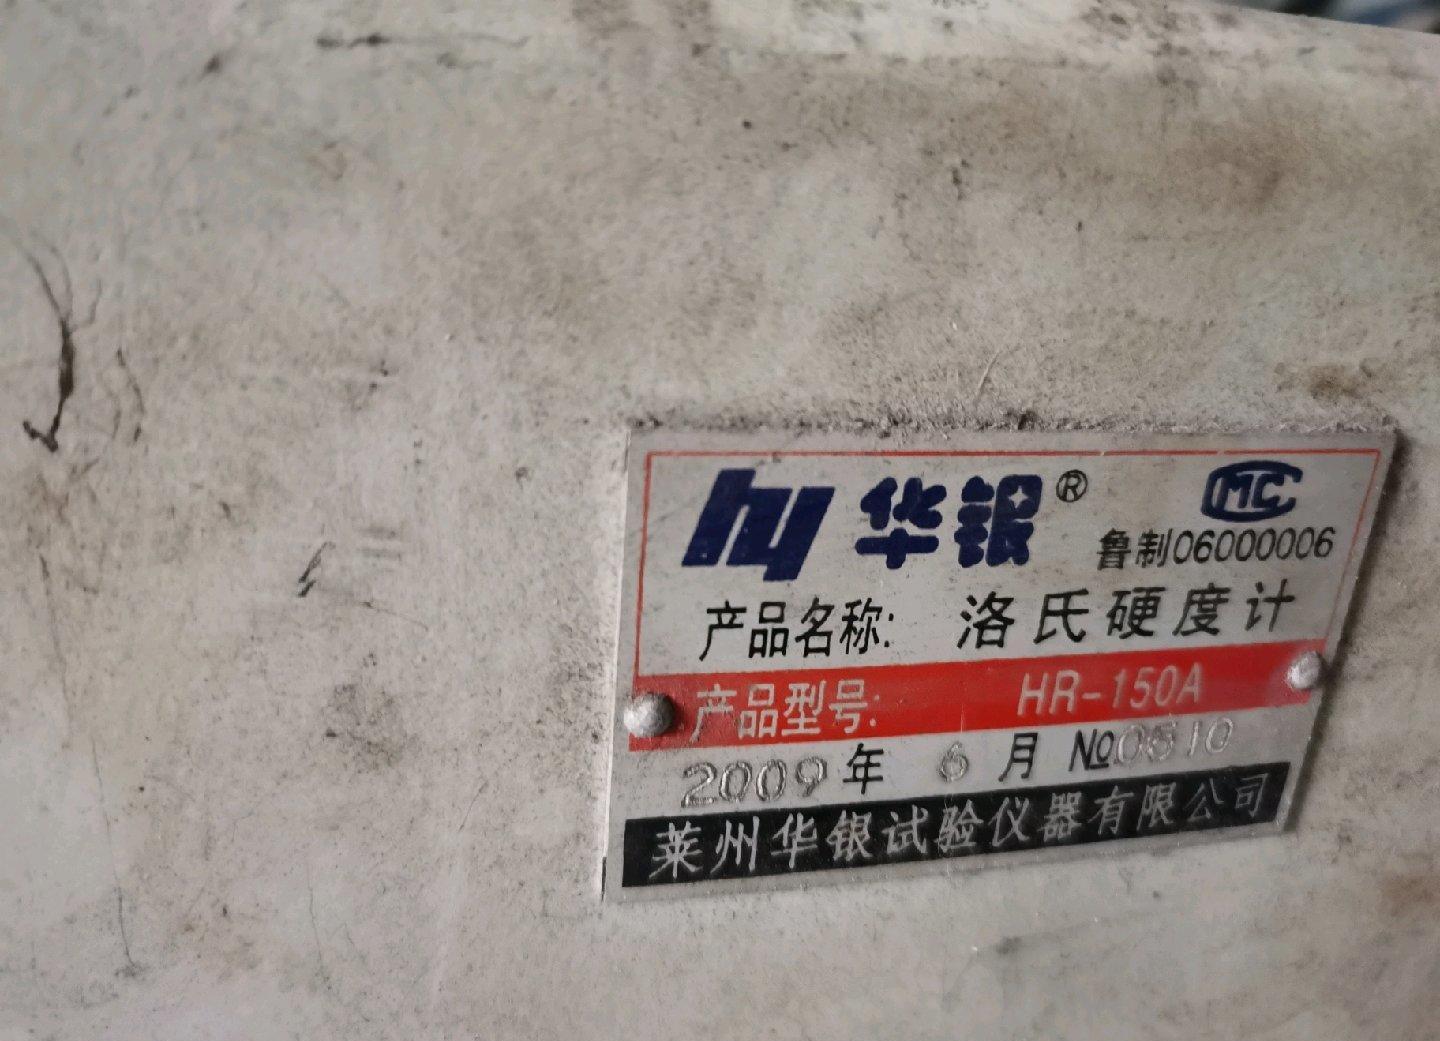 华银®
MC
鲁制06000006
产品名称: 洛氏硬度计
产品型号: HR-150A
2009年 6 月 №0510
莱州华银试验仪器有限公司